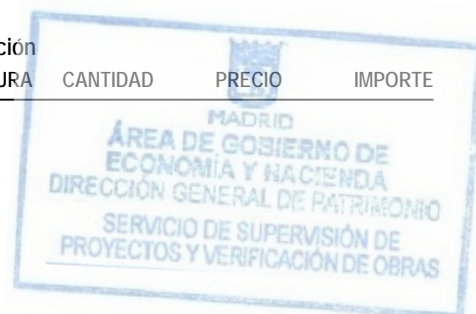 ción
URA CANTIDAD PRECIO IMPORTE
MADRID
ÁREA DE GOBIERNO DE
ECONOMÍA Y HACIENDA
DIRECCIÓN GENERAL DE PATRIMONIO
SERVICIO DE SUPERVISIÓN DE
PROYECTOS Y VERIFICACIÓN DE OBRAS